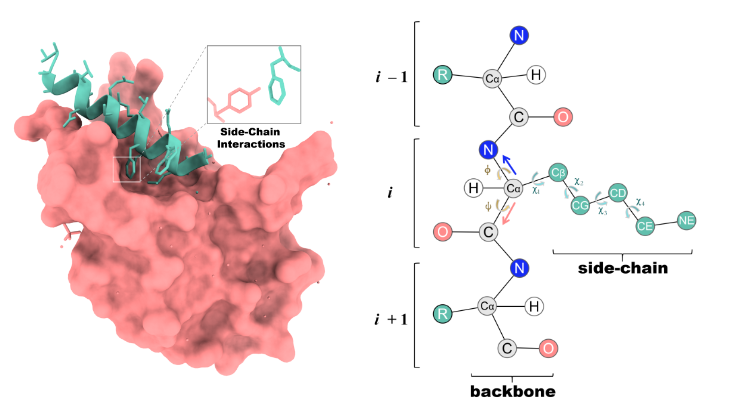 Side-Chain
Interactions
i −1
N
R
Cα
H
C
O
i
N
ϕ
H
Cα
χ1
Cβ
χ2
CG
χ3
CD
χ4
CE
NE
ψ
O
C
side-chain
i +1
N
R
Cα
H
C
O
backbone